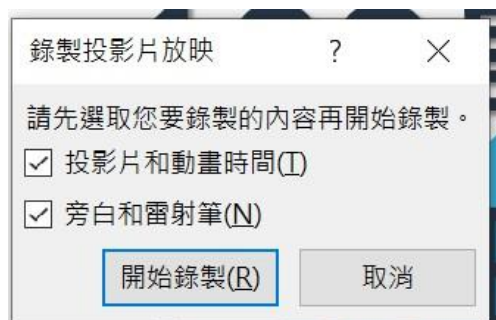 錄製投影片放映 ?
請先選取您要錄製的內容再開始錄製。
投影片和動畫時間(T)
旁白和雷射筆(N)
開始錄製(R) 取消